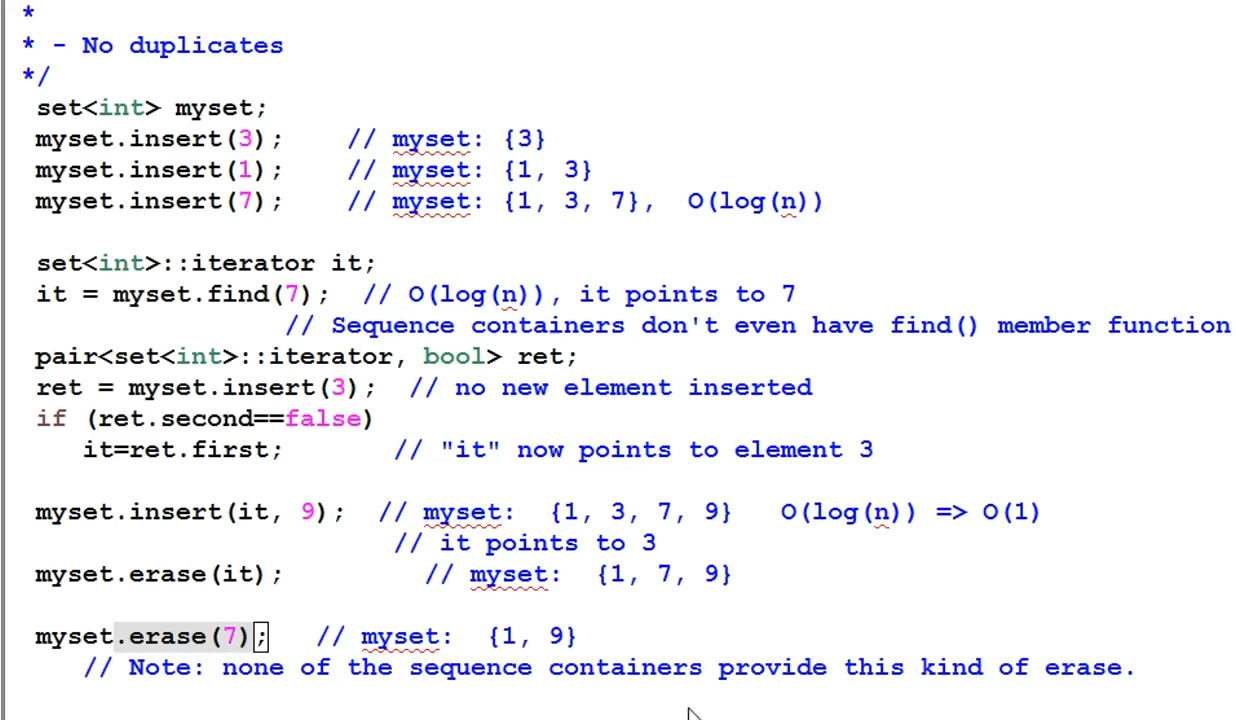 *
* - No duplicates
*/
set<int> myset;
myset.insert(3);    // myset: {3}
myset.insert(1);    // myset: {1, 3}
myset.insert(7);    // myset: {1, 3, 7},  O(log(n))
set<int>::iterator it;
it = myset.find(7);  // O(log(n)), it points to 7
// Sequence containers don't even have find() member function
pair<set<int>::iterator, bool> ret;
ret = myset.insert(3);  // no new element inserted
if (ret.second==false)
it=ret.first;       // "it" now points to element 3
myset.insert(it, 9);  // myset:  {1, 3, 7, 9}   O(log(n)) => O(1)
// it points to 3
myset.erase(it);         // myset:  {1, 7, 9}
myset.erase(7);   // myset:  {1, 9}
// Note: none of the sequence containers provide this kind of erase.